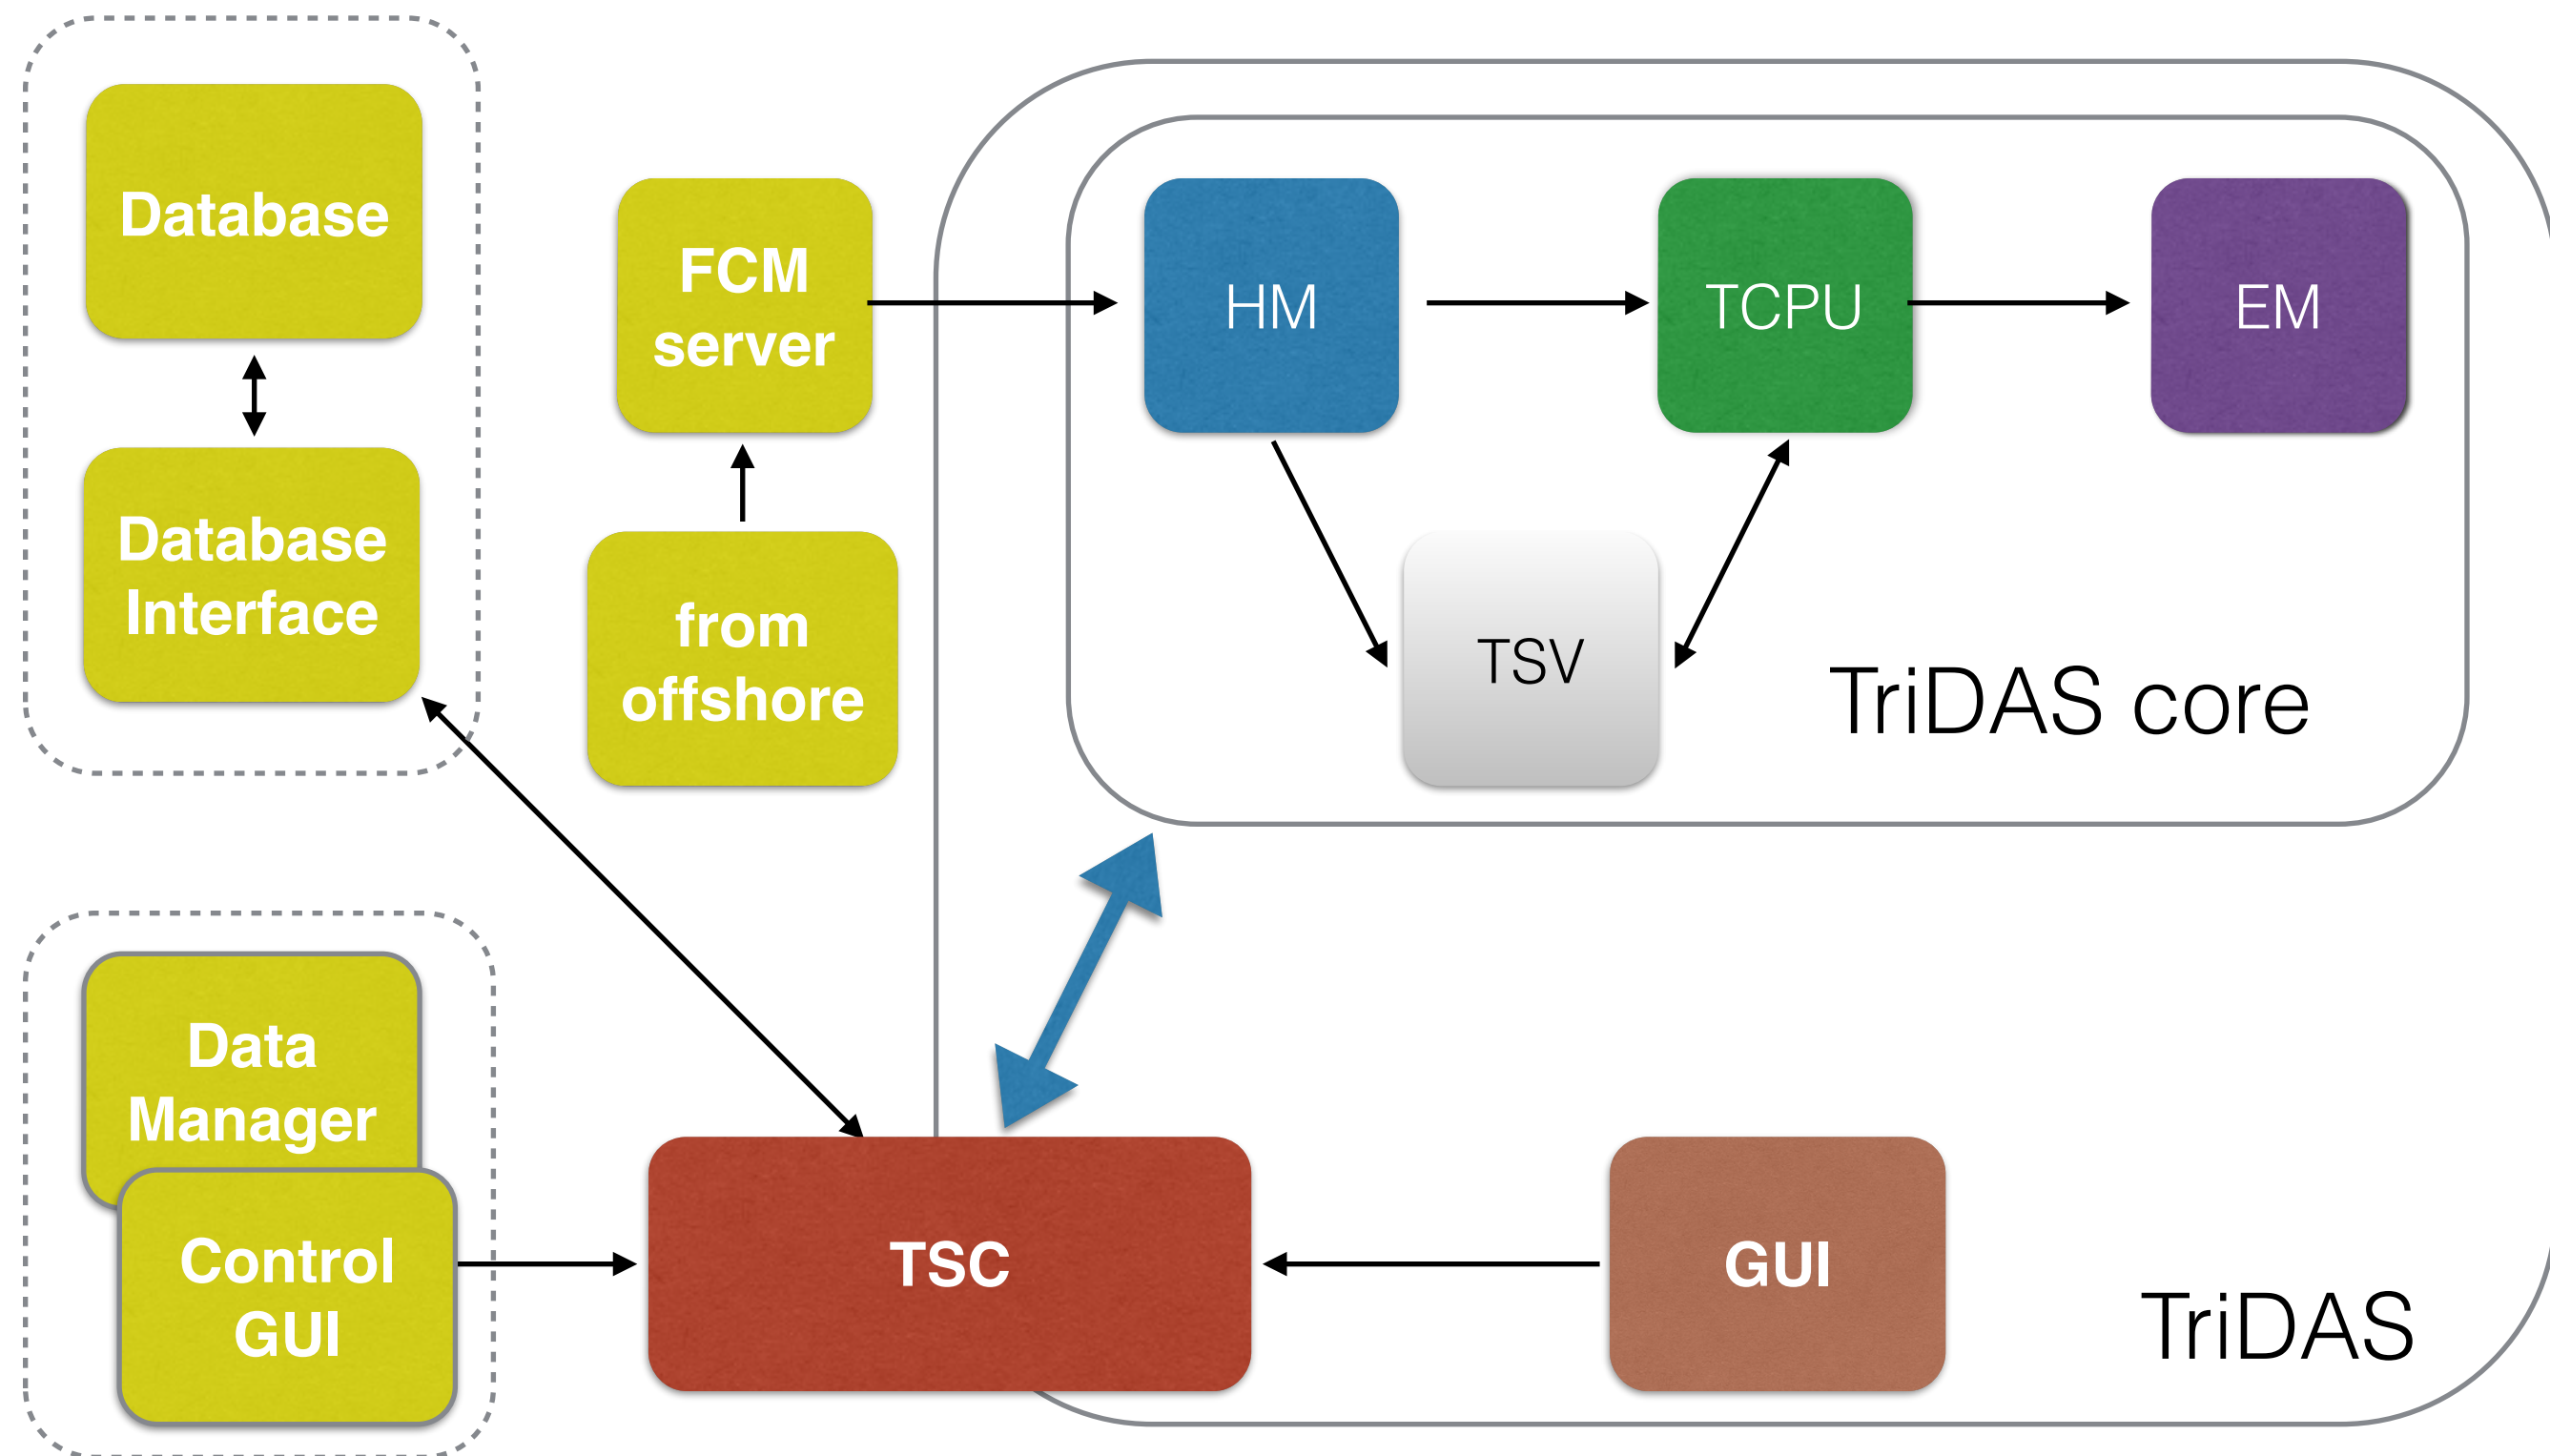 Database
Database
Interface
FCM
server
from
offshore
HM
TCPU
EM
TSV
TriDAS core
Data
Manager
Control
GUI
TSC
GUI
TriDAS